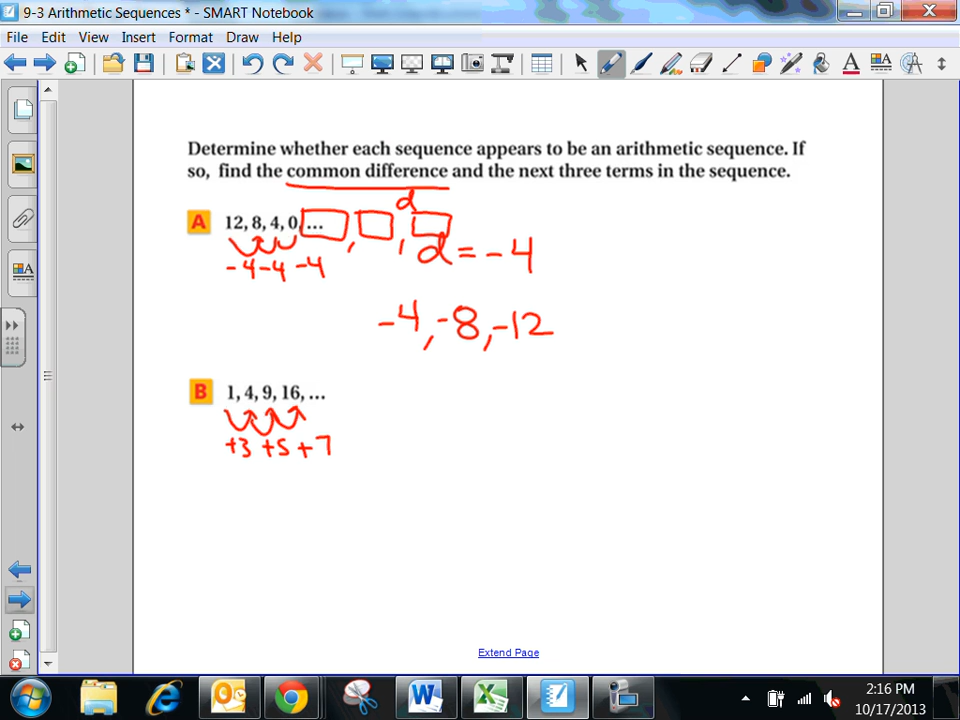 9-3 Arithmetic Sequences * - SMART Notebook
File Edit View Insert Format Draw Help
Determine whether each sequence appears to be an arithmetic sequence. If
so, find the common difference and the next three terms in the sequence.
d
A 12, 8, 4, 0, ... , ,
d = -4
-4 -4 -4
-4, -8, -12
B 1, 4, 9, 16, ...
+3 +5 +7
Extend Page
2:16 PM
10/17/2013